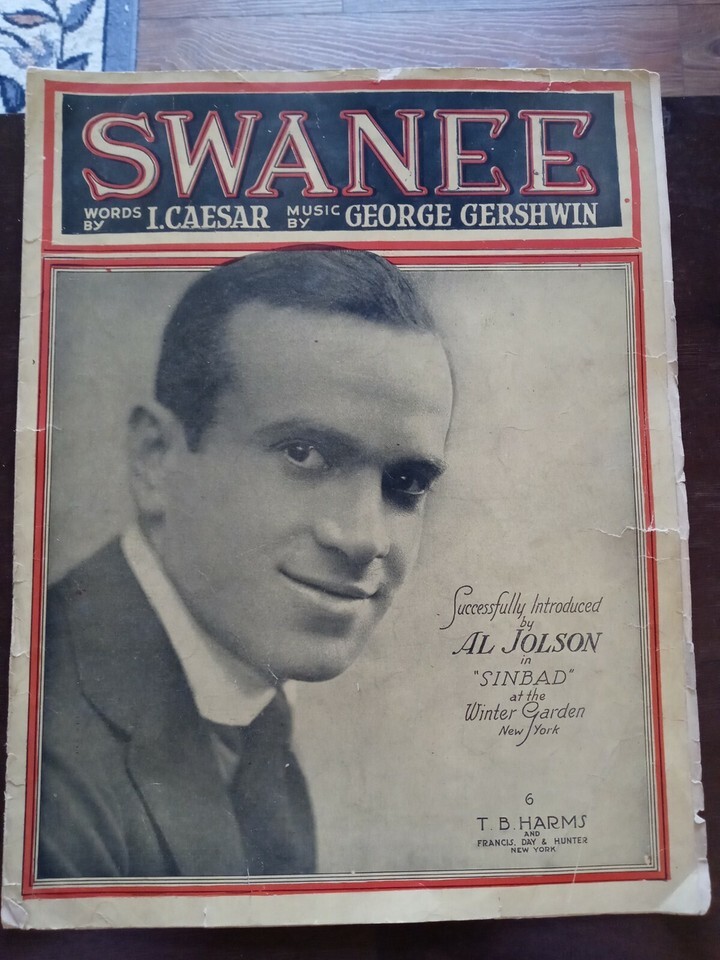 SWANEE
WORDS BY I. CAESAR MUSIC BY GEORGE GERSHWIN
Successfully Introduced
by
AL JOLSON
in
"SINBAD"
at the
Winter Garden
New York
6
T. B. HARMS
AND
FRANCIS, DAY & HUNTER
NEW YORK